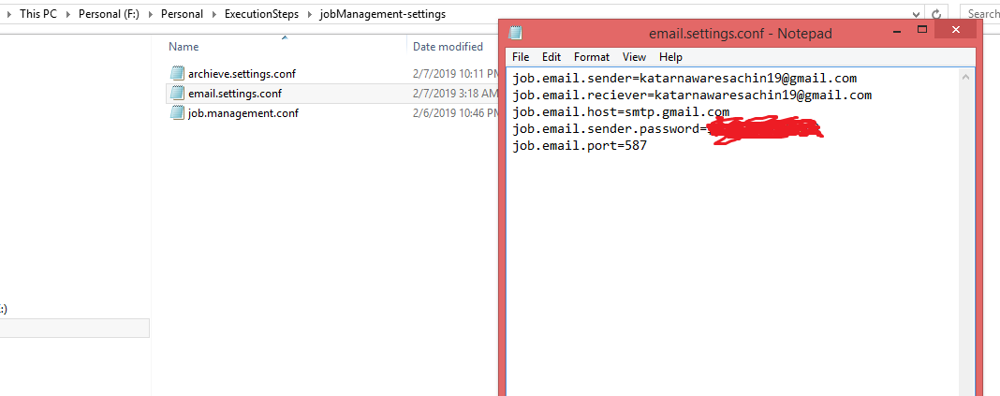 This PC Personal (F:) Personal ExecutionSteps jobManagement-settings
Search
Name Date modified
archieve.settings.conf 2/7/2019 10:11 PM
email.settings.conf 2/7/2019 3:18 AM
job.management.conf 2/6/2019 10:46 PM
:)
email.settings.conf - Notepad
File Edit Format View Help
job.email.sender=katarnawaresachin19@gmail.com
job.email.reciever=katarnawaresachin19@gmail.com
job.email.host=smtp.gmail.com
job.email.sender.password=
job.email.port=587